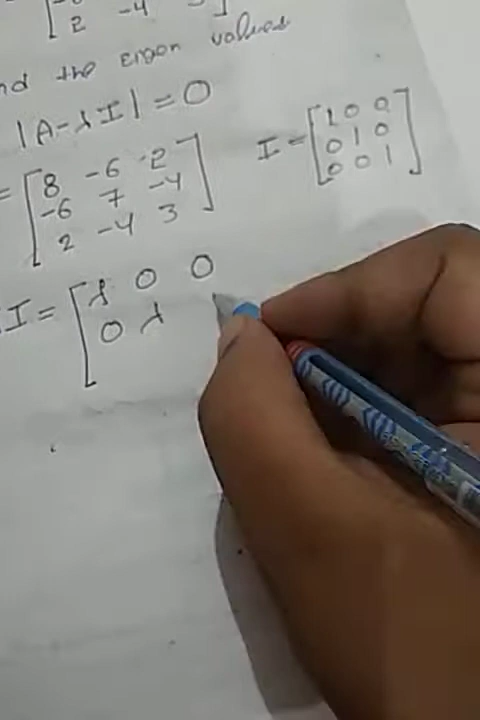 2 -4
nd the eigen values
|A-λI|=0
= [8 -6 2
-6 7 -4
2 -4 3]
I = [1 0 0
0 1 0
0 0 1]
I = [λ 0 0
0 λ